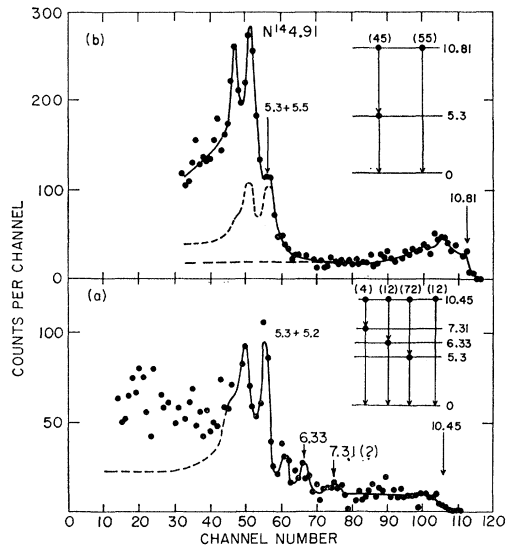 300
(b)
N¹⁴4.91
(45) (55)
10.81
5.3 + 5.5
5.3
200
0
100
10.81
0
COUNTS PER CHANNEL
(a)
(4) (12) (72) (12)
10.45
7.31
6.33
5.3
0
100
5.3 + 5.2
50
6.33
7.31 (?)
10.45
0
0 10 20 30 40 50 60 70 80 90 100 110 120
CHANNEL NUMBER